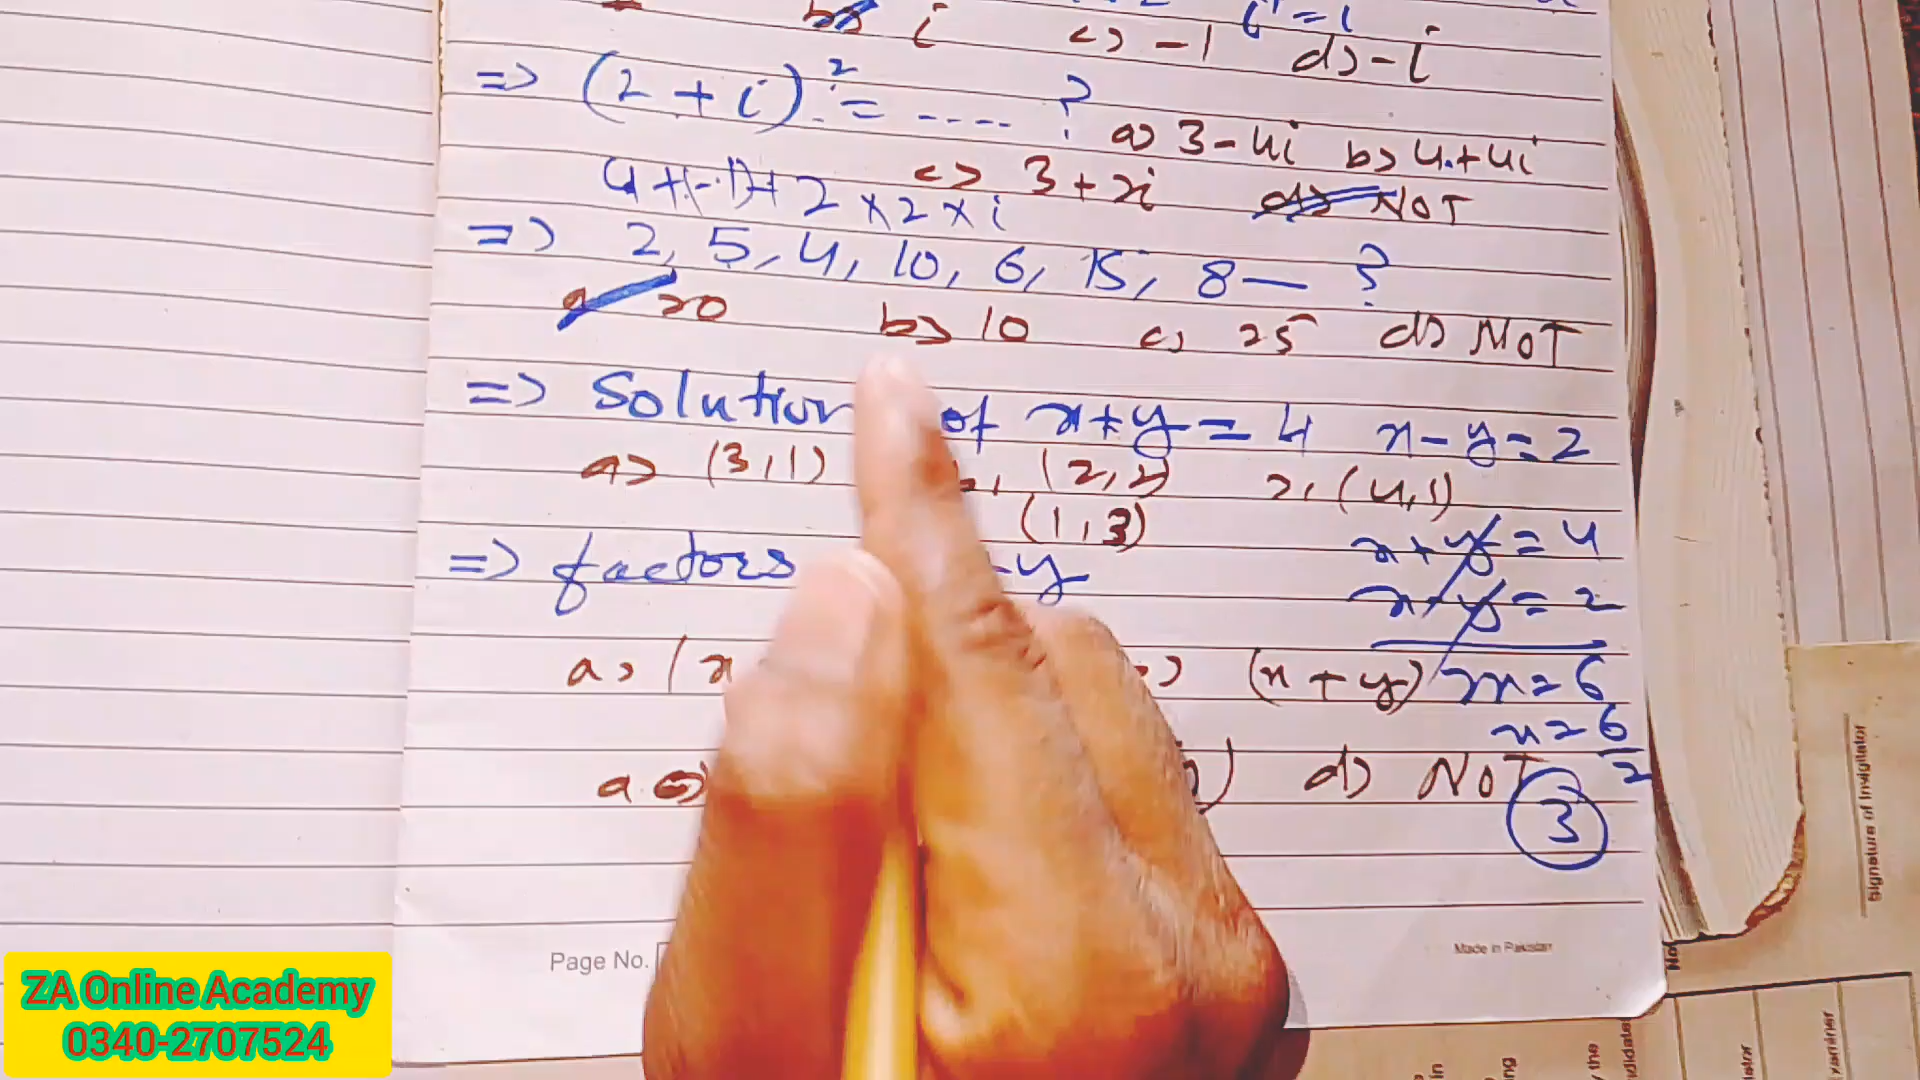 b) i c) -1 d) -i
i⁴ = 1
=> (2 + i)² = ---- ?
a) 3 - 4i b) 4 + 4i
c) 3 + 2i d) NOT
4 + (-1) + 2 × 2 × i
=> 2, 5, 4, 10, 6, 15, 8 — ?
a 20 b) 10 c) 25 d) NOT
=> Solution of x + y = 4 x - y = 2
a) (3,1) (2,2) (4,1)
(1,3)
x + y = 4
=> factors - y
x - y = 2
a) (x (x + y) 2x = 6
x = 6/2
d) NOT
3
Page No.
Made in Pakistan
Signature of Invigilator
ZA Online Academy
0340-2707524